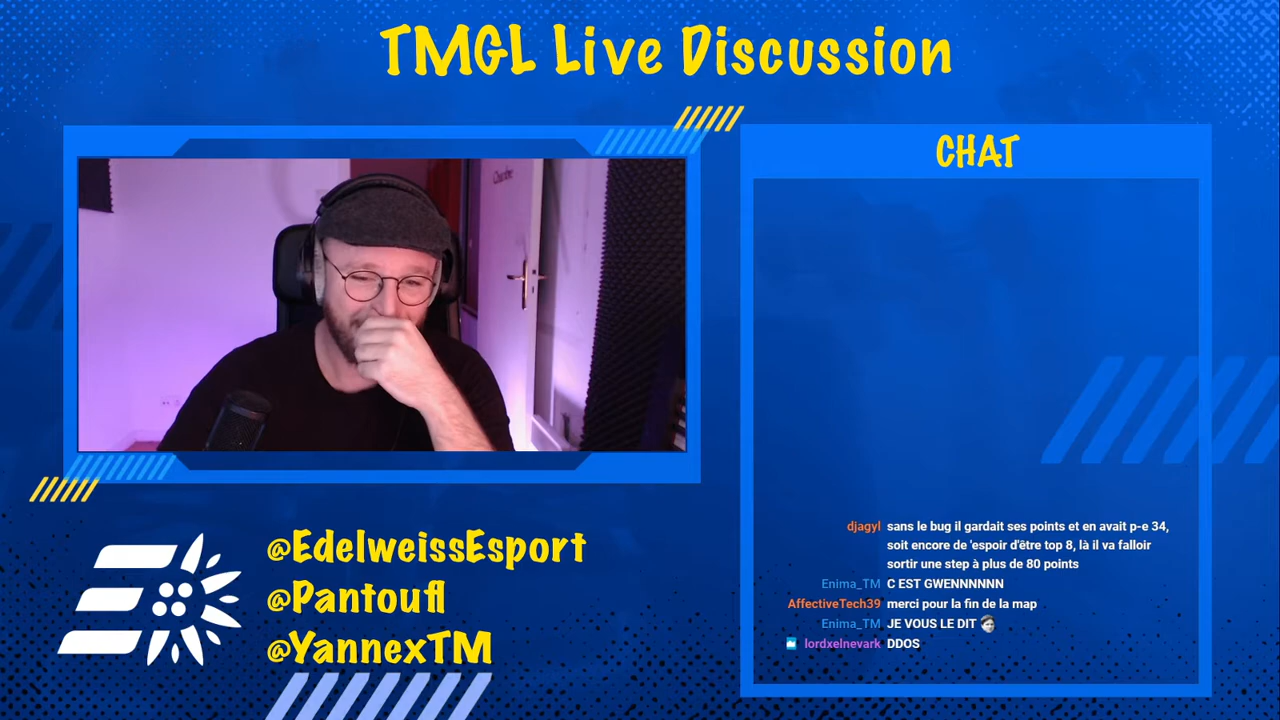 TMGL Live Discussion
CHAT
Chambre
djagyl sans le bug il gardait ses points et en avait p-e 34,
soit encore de 'espoir d'être top 8, là il va falloir
sortir une step à plus de 80 points
Enima_TM C EST GWENNNNNN
AffectiveTech39 merci pour la fin de la map
Enima_TM JE VOUS LE DIT
lordxelnevark DDOS
@EdelweissEsport
@Pantoufl
@YannexTM